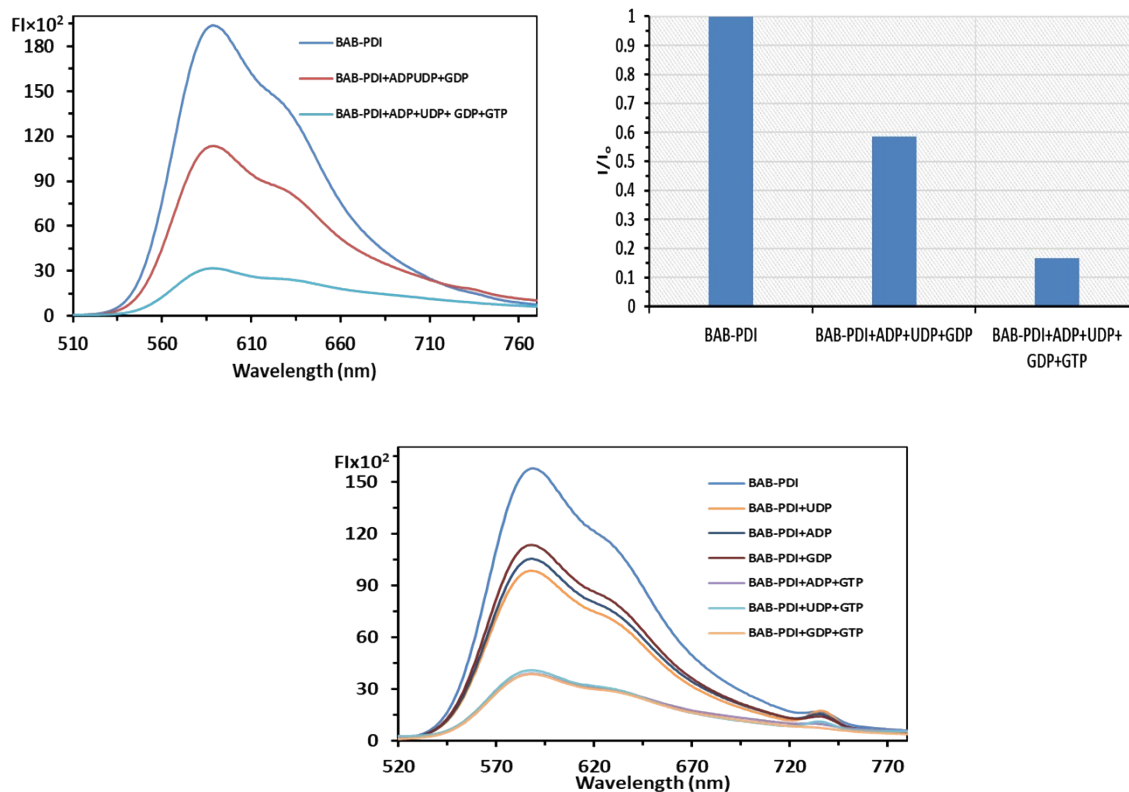 FI×10²
180
150
120
90
60
30
0
510 560 610 660 710 760
Wavelength (nm)
BAB-PDI
BAB-PDI+ADPUDP+GDP
BAB-PDI+ADP+UDP+ GDP+GTP
I/I₀
1
0.9
0.8
0.7
0.6
0.5
0.4
0.3
0.2
0.1
0
BAB-PDI
BAB-PDI+ADP+UDP+GDP
BAB-PDI+ADP+UDP+
GDP+GTP
FIx10²
150
120
90
60
30
0
520 570 620 670 720 770
Wavelength (nm)
BAB-PDI
BAB-PDI+UDP
BAB-PDI+ADP
BAB-PDI+GDP
BAB-PDI+ADP+GTP
BAB-PDI+UDP+GTP
BAB-PDI+GDP+GTP